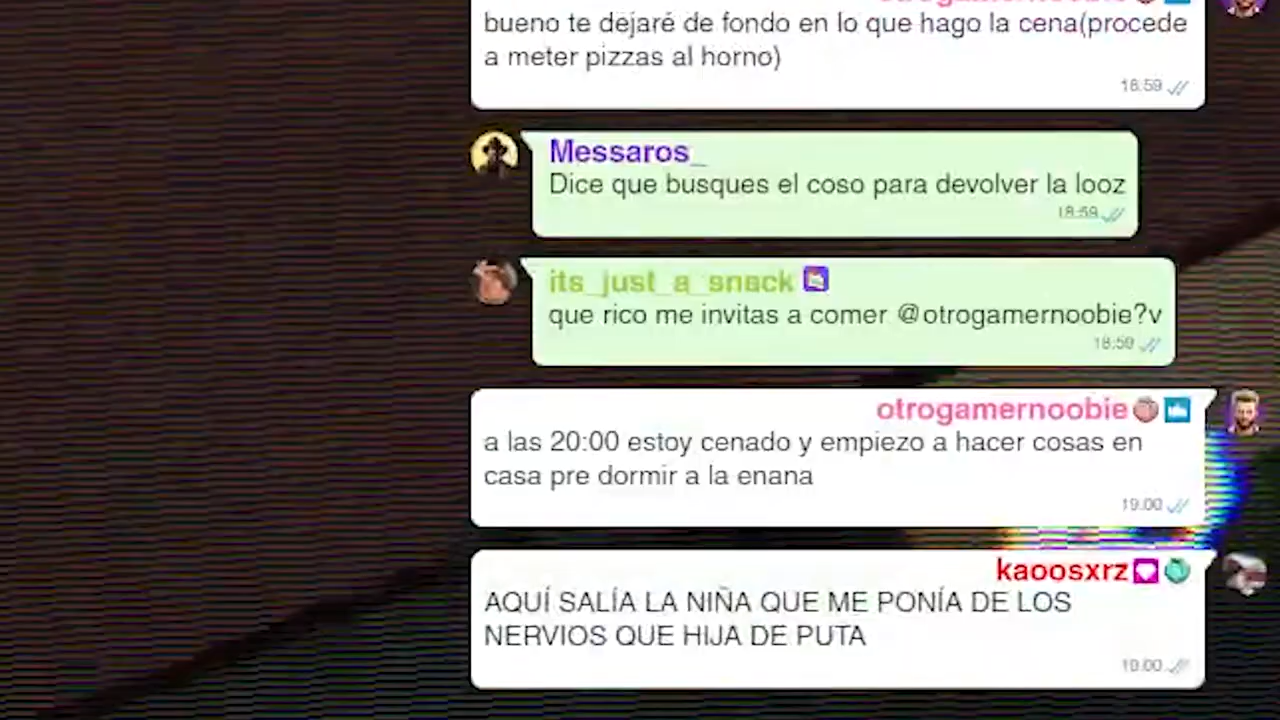 otrogamernoobie
bueno te dejaré de fondo en lo que hago la cena(procede
a meter pizzas al horno)
18:59
Messaros_
Dice que busques el coso para devolver la looz
18:59
its_just_a_snack
que rico me invitas a comer @otrogamernoobie?v
18:59
otrogamernoobie
a las 20:00 estoy cenado y empiezo a hacer cosas en
casa pre dormir a la enana
19:00
kaoosxrz
AQUÍ SALÍA LA NIÑA QUE ME PONÍA DE LOS
NERVIOS QUE HIJA DE PUTA
19:00